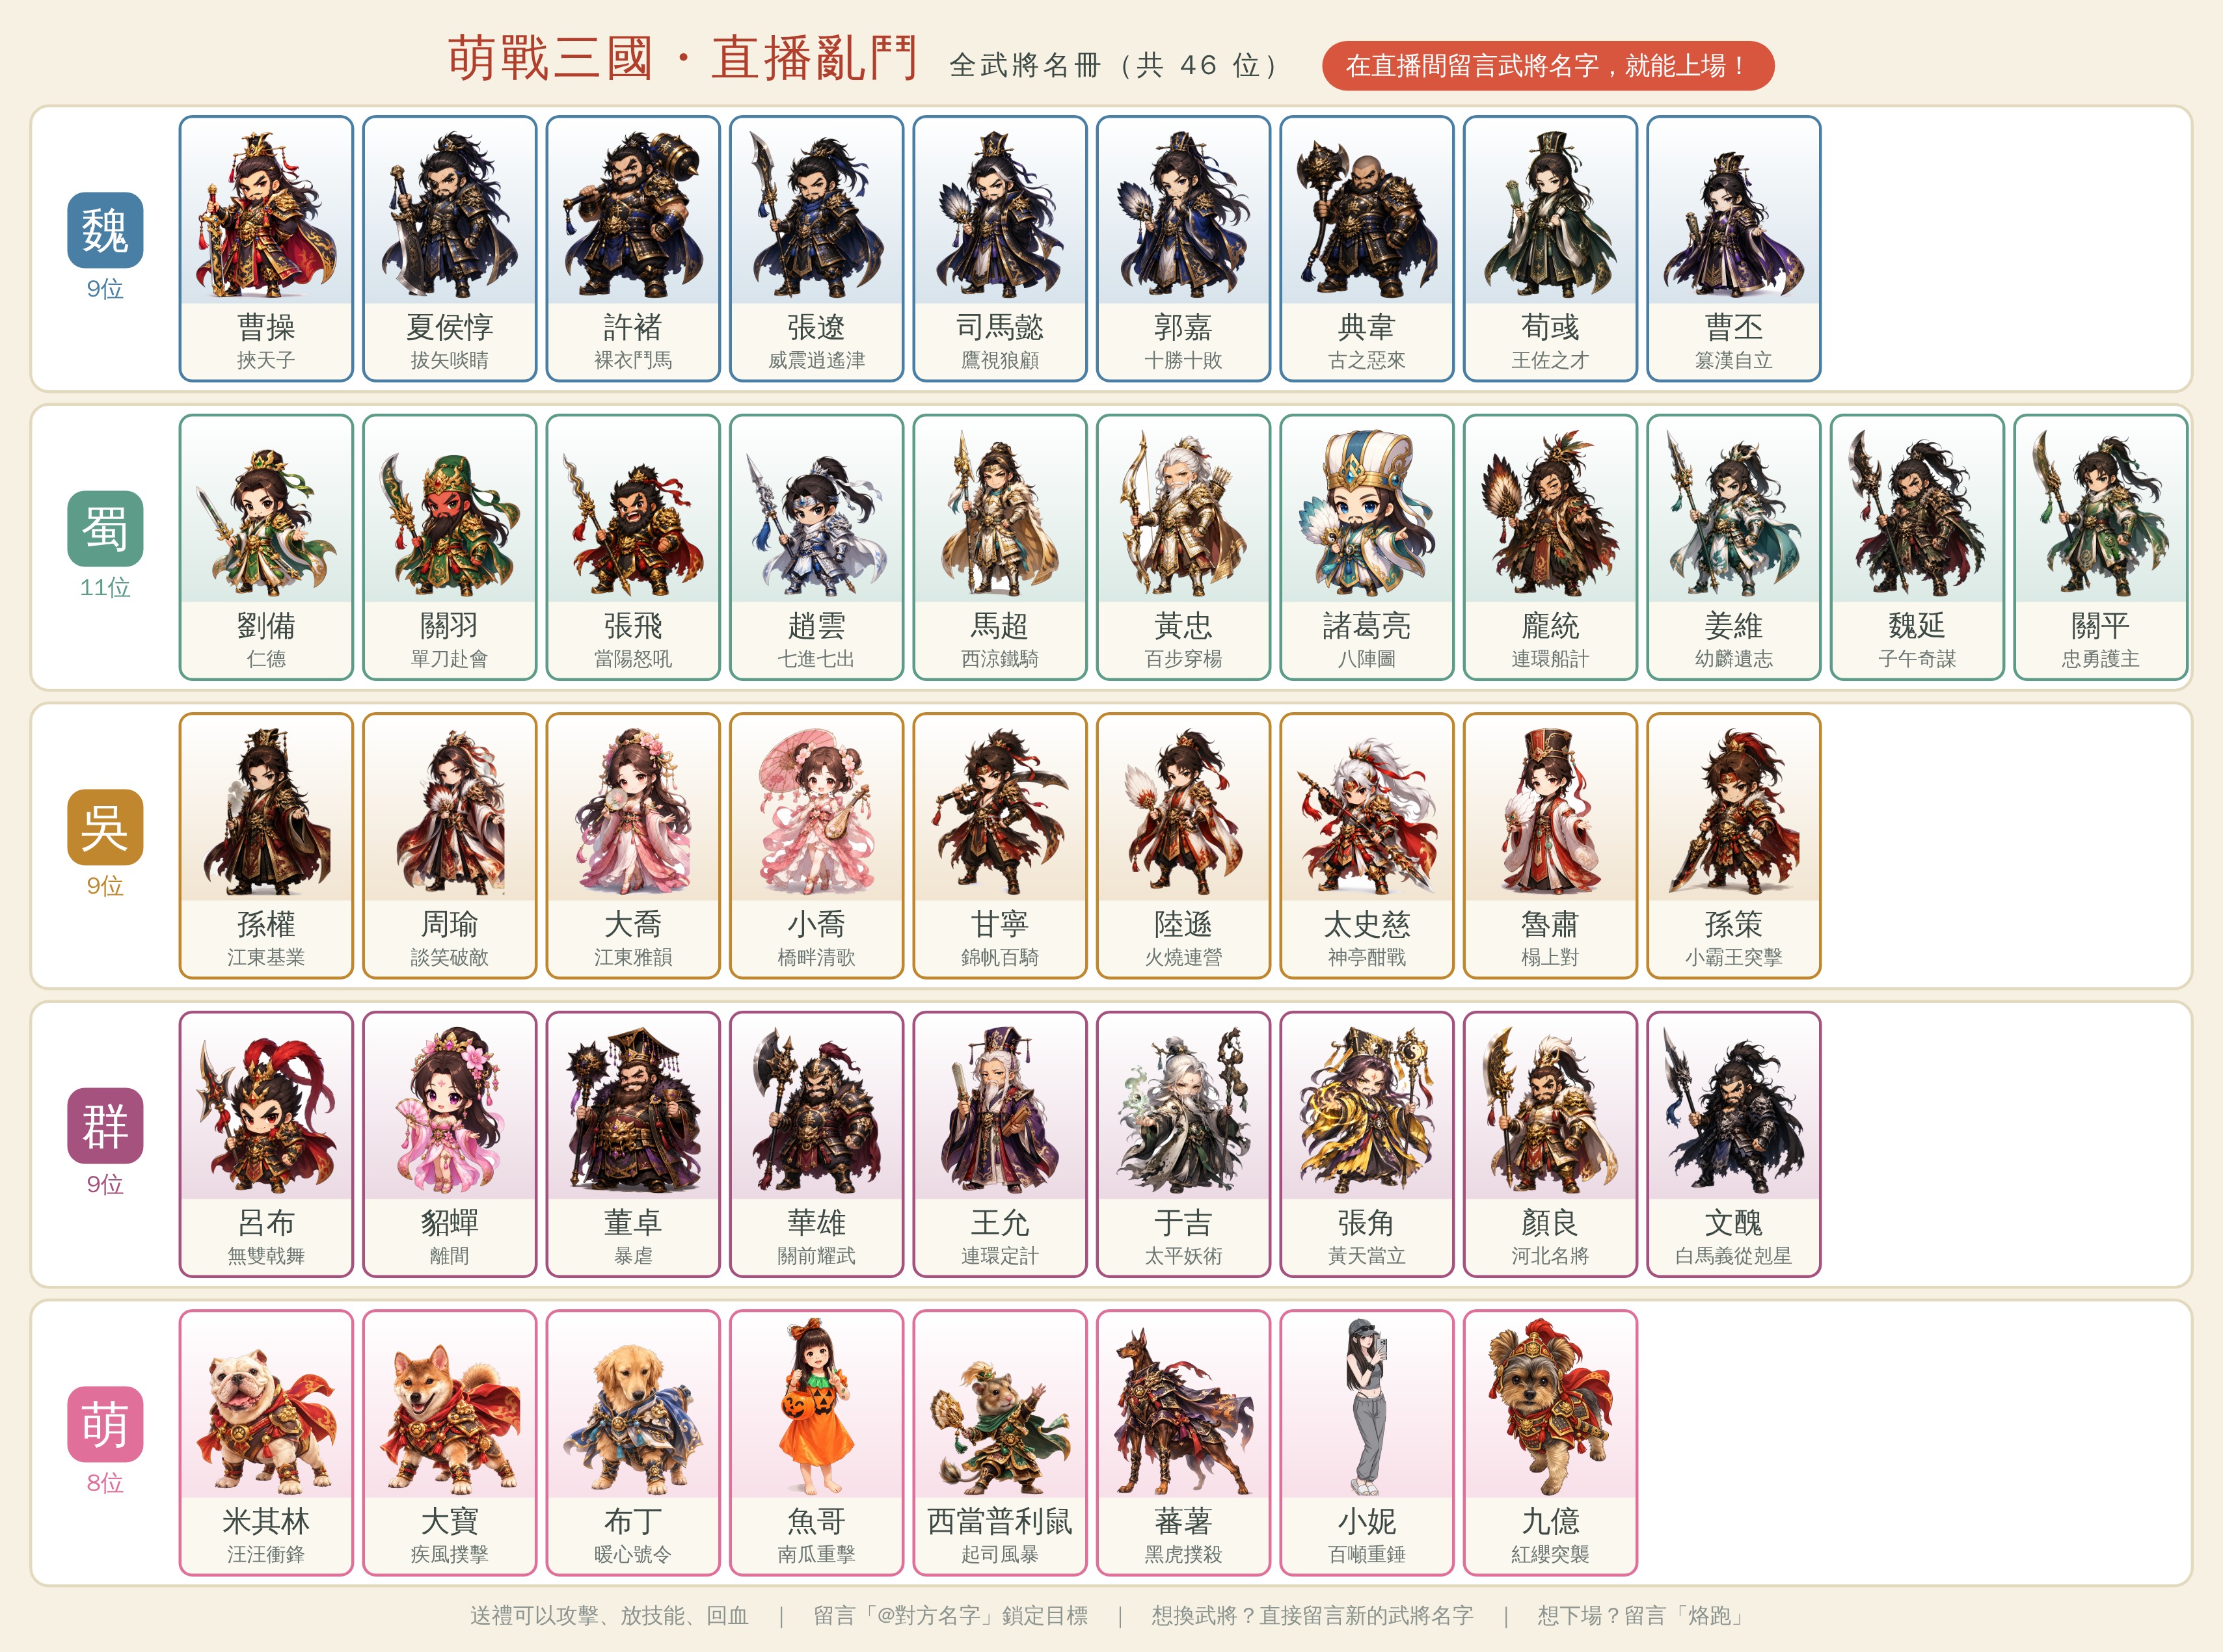 萌戰三國・直播亂鬥 全武將名冊（共 46 位） 在直播間留言武將名字，就能上場！
魏
9位
曹操 夏侯惇 許褚 張遼 司馬懿 郭嘉 典韋 荀彧 曹丕
挾天子 拔矢啖睛 裸衣鬥馬 威震逍遙津 鷹視狼顧 十勝十敗 古之惡來 王佐之才 篡漢自立
蜀
11位
劉備 關羽 張飛 趙雲 馬超 黃忠 諸葛亮 龐統 姜維 魏延 關平
仁德 單刀赴會 當陽怒吼 七進七出 西涼鐵騎 百步穿楊 八陣圖 連環船計 幼麟遺志 子午奇謀 忠勇護主
吳
9位
孫權 周瑜 大喬 小喬 甘寧 陸遜 太史慈 魯肅 孫策
江東基業 談笑破敵 江東雅韻 橋畔清歌 錦帆百騎 火燒連營 神亭酣戰 榻上對 小霸王突擊
群
9位
呂布 貂蟬 董卓 華雄 王允 于吉 張角 顏良 文醜
無雙戟舞 離間 暴虐 關前耀武 連環定計 太平妖術 黃天當立 河北名將 白馬義從剋星
萌
8位
米其林 大寶 布丁 魚哥 西當普利鼠 蕃薯 小妮 九億
汪汪衝鋒 疾風撲擊 暖心號令 南瓜重擊 起司風暴 黑虎撲殺 百噸重錘 紅纓突襲
送禮可以攻擊、放技能、回血 ｜ 留言「@對方名字」鎖定目標 ｜ 想換武將？直接留言新的武將名字 ｜ 想下場？留言「烙跑」